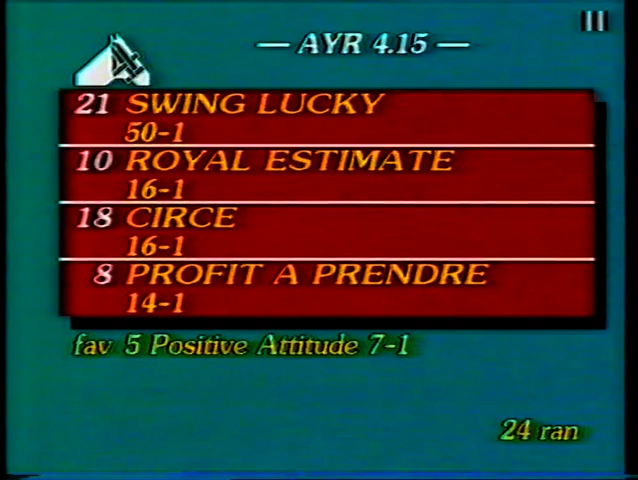 — AYR 4.15 —
21 SWING LUCKY
50-1
10 ROYAL ESTIMATE
16-1
18 CIRCE
16-1
8 PROFIT A PRENDRE
14-1
fav 5 Positive Attitude 7-1
24 ran